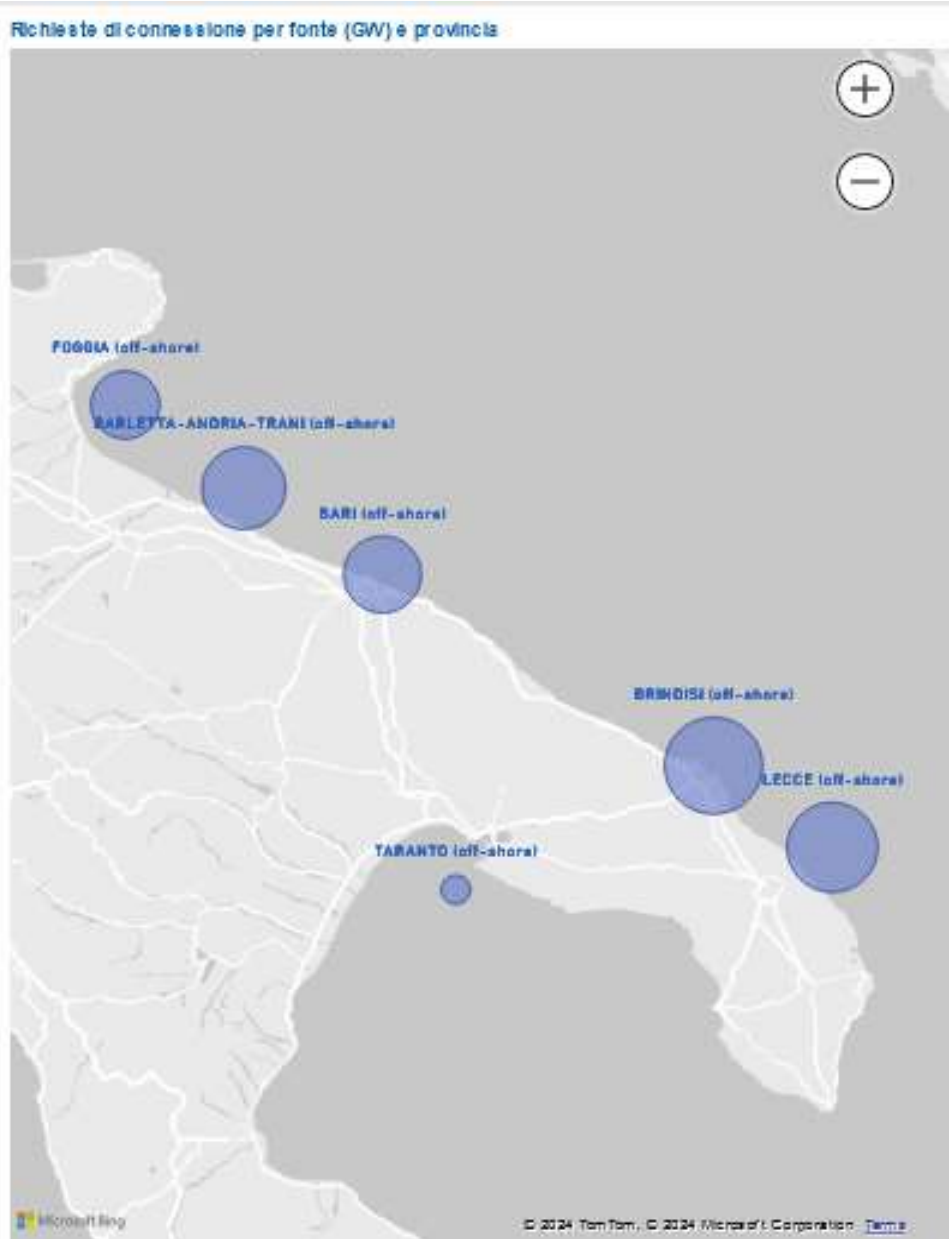 Richieste di connessione per fonte (GW) e provincia
FOGGIA (off-shore)
BARLETTA-ANDRIA-TRANI (off-shore)
BARI (off-shore)
BRINDISI (off-shore)
LECCE (off-shore)
TARANTO (off-shore)
Microsoft Bing
© 2024 TomTom, © 2024 Microsoft Corporation Terms